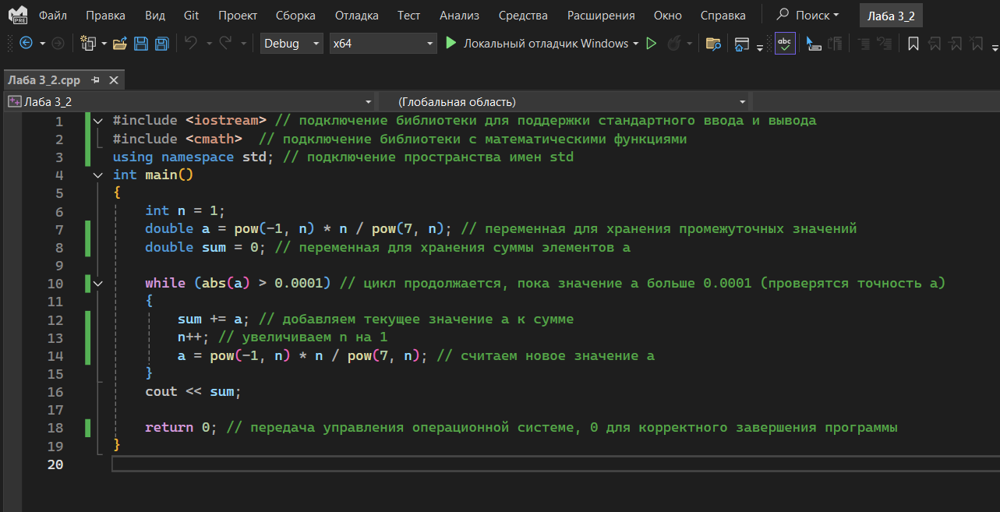 Файл Правка Вид Git Проект Сборка Отладка Тест Анализ Средства Расширения Окно Справка Поиск Лаба 3_2
PRE
Debug x64 Локальный отладчик Windows abc
Лаба 3_2.cpp
Лаба 3_2 (Глобальная область)
1 #include <iostream> // подключение библиотеки для поддержки стандартного ввода и вывода
2 #include <cmath>  // подключение библиотеки с математическими функциями
3 using namespace std; // подключение пространства имен std
4 int main()
5 {
6     int n = 1;
7     double a = pow(-1, n) * n / pow(7, n); // переменная для хранения промежуточных значений
8     double sum = 0; // переменная для хранения суммы элементов a
9
10     while (abs(a) > 0.0001) // цикл продолжается, пока значение а больше 0.0001 (проверятся точность а)
11     {
12         sum += a; // добавляем текущее значение a к сумме
13         n++; // увеличиваем n на 1
14         a = pow(-1, n) * n / pow(7, n); // считаем новое значение a
15     }
16     cout << sum;
17
18     return 0; // передача управления операционной системе, 0 для корректного завершения программы
19 }
20